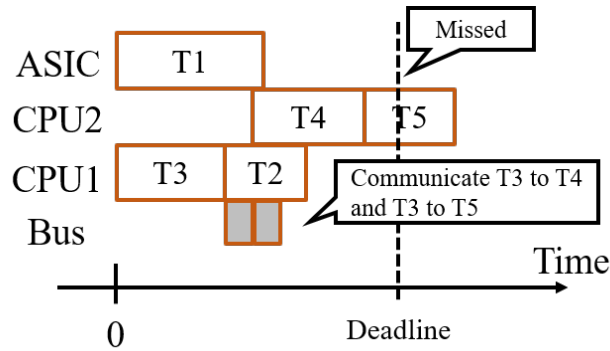 Missed
ASIC T1
CPU2 T4 T5
CPU1 T3 T2
Communicate T3 to T4
and T3 to T5
Bus
Time
0 Deadline